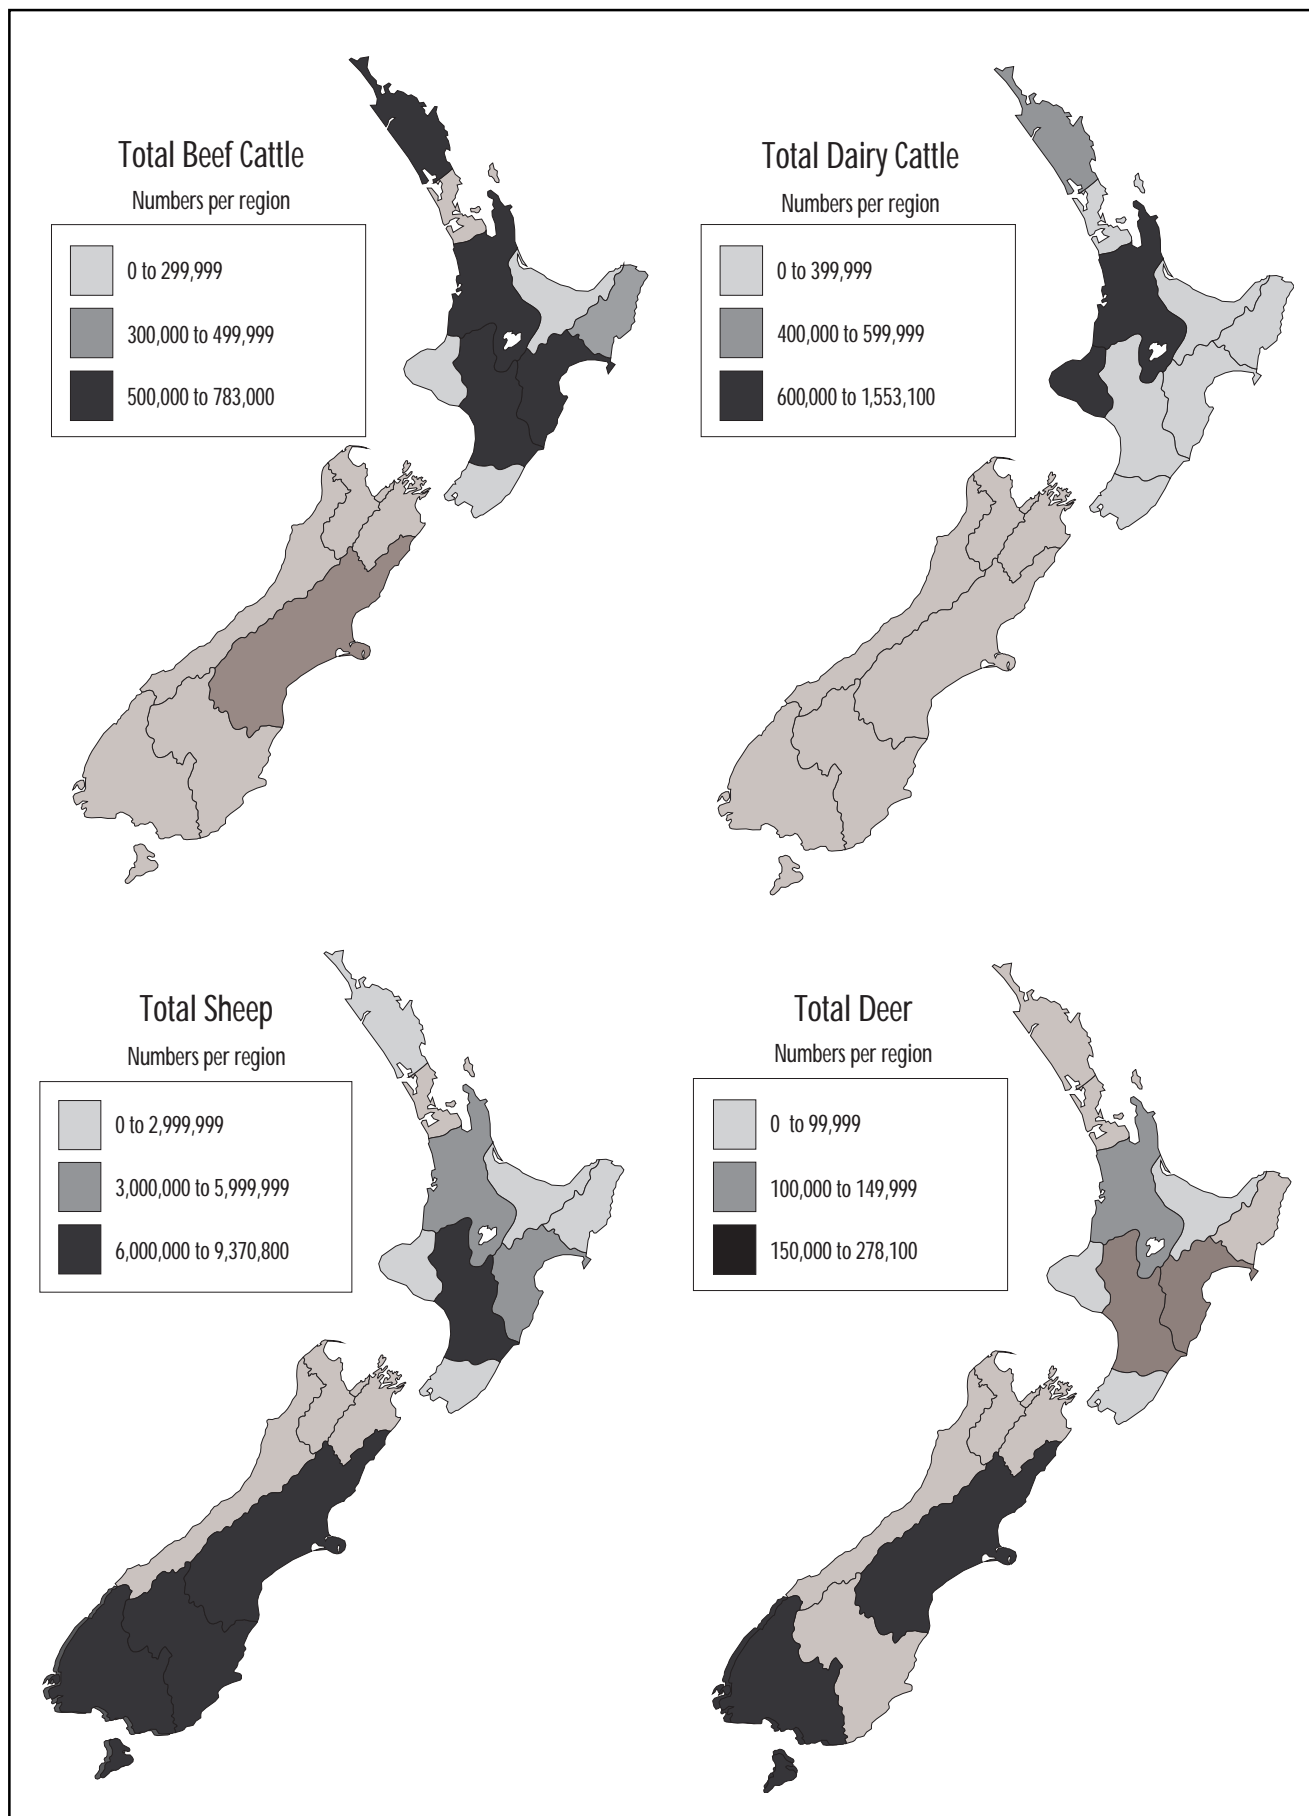 Total Beef Cattle
Numbers per region
0 to 299,999
300,000 to 499,999
500,000 to 783,000
Total Dairy Cattle
Numbers per region
0 to 399,999
400,000 to 599,999
600,000 to 1,553,100
Total Sheep
Numbers per region
0 to 2,999,999
3,000,000 to 5,999,999
6,000,000 to 9,370,800
Total Deer
Numbers per region
0 to 99,999
100,000 to 149,999
150,000 to 278,100